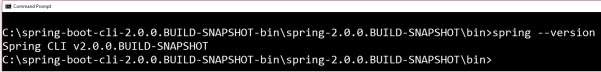 Command Prompt
C:\spring-boot-cli-2.0.0.BUILD-SNAPSHOT-bin\spring-2.0.0.BUILD-SNAPSHOT\bin>spring --version
Spring CLI v2.0.0.BUILD-SNAPSHOT
C:\spring-boot-cli-2.0.0.BUILD-SNAPSHOT-bin\spring-2.0.0.BUILD-SNAPSHOT\bin>